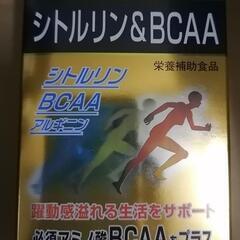 シトルリン&BCAA
栄養補助食品
シトルリン
BCAA
アルギニン
躍動感溢れる生活をサポート
必須アミノ酸BCAAをプラス